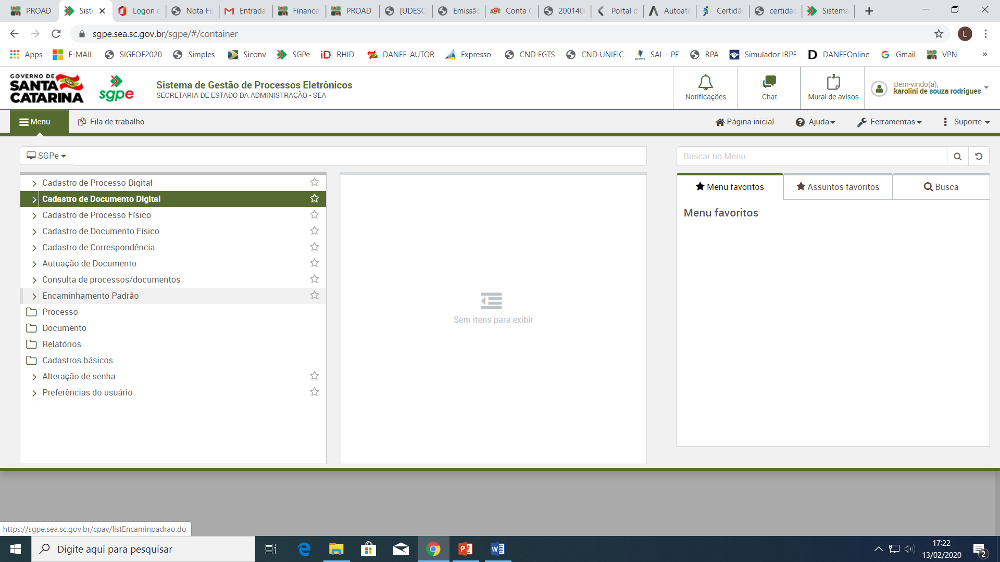 PROAD
Siste
Logon o
Nota Fis
Entrada
Finance
PROAD
[UDESC]
Emissão
Conta C
2001400
Portal d
Autoate
Certidã
certidao
Sistema
sgpe.sea.sc.gov.br/sgpe/#/container
L
Apps
E-MAIL
SIGEOF2020
Simples
Siconv
SGPe
RHID
DANFE-AUTOR
Expresso
CND FGTS
CND UNIFIC
SAL - PF
RPA
Simulador IRPF
DANFEOnline
Gmail
VPN
»
GOVERNO DE
SANTA
CATARINA
sgpe
Sistema de Gestão de Processos Eletrônicos
SECRETARIA DE ESTADO DA ADMINISTRAÇÃO - SEA
Notificações
Chat
Mural de avisos
Bem-vindo(a),
karolini de souza rodrigues
Menu
Fila de trabalho
Página inicial
Ajuda
Ferramentas
Suporte
SGPe
Buscar no Menu
Cadastro de Processo Digital
Cadastro de Documento Digital
Cadastro de Processo Físico
Cadastro de Documento Físico
Cadastro de Correspondência
Autuação de Documento
Consulta de processos/documentos
Encaminhamento Padrão
Processo
Documento
Relatórios
Cadastros básicos
Alteração de senha
Preferências do usuário
Sem itens para exibir
Menu favoritos
Assuntos favoritos
Busca
Menu favoritos
https://sgpe.sea.sc.gov.br/cpav/listEncaminpadrao.do
Digite aqui para pesquisar
17:22
13/02/2020
2